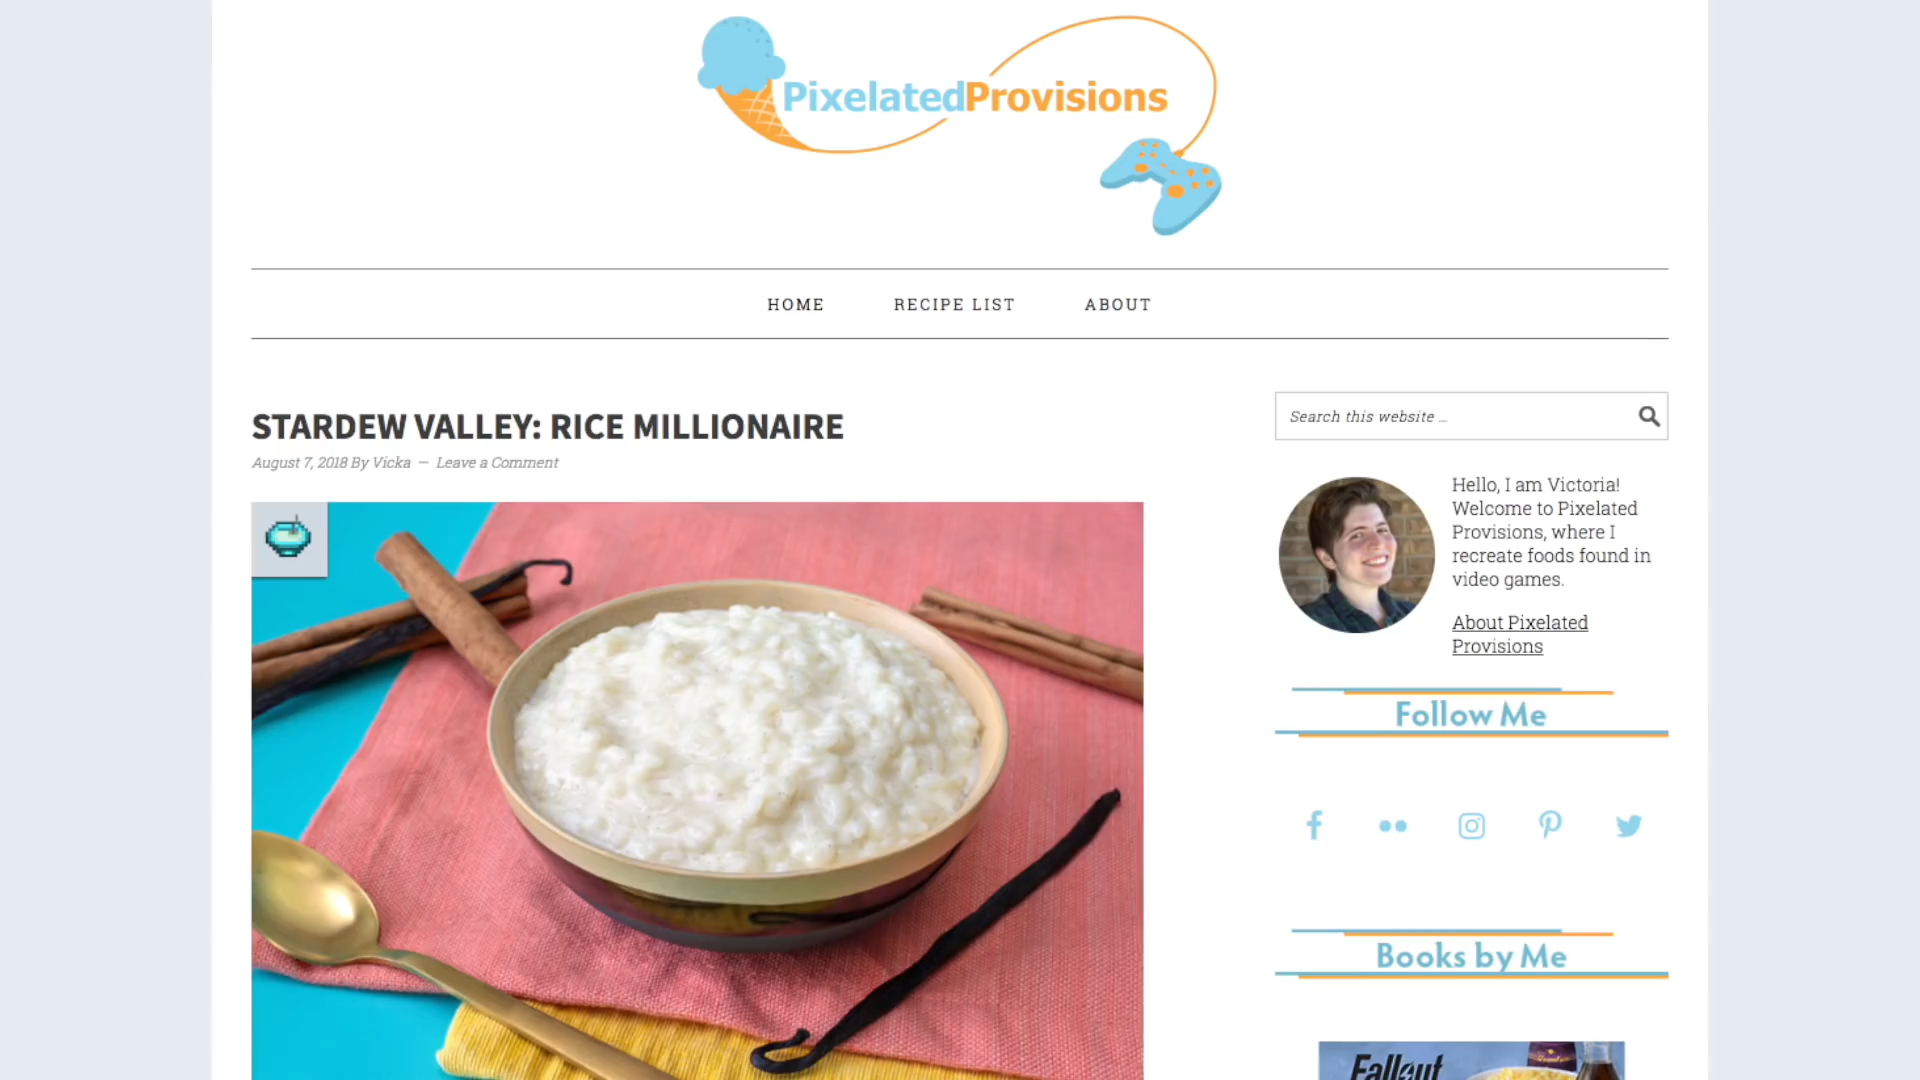 PixelatedProvisions
HOME
RECIPE LIST
ABOUT
STARDEW VALLEY: RICE MILLIONAIRE
August 7, 2018 By Vicka — Leave a Comment
Search this website ...
Hello, I am Victoria!
Welcome to Pixelated
Provisions, where I
recreate foods found in
video games.
About Pixelated
Provisions
Follow Me
Books by Me
Fallout